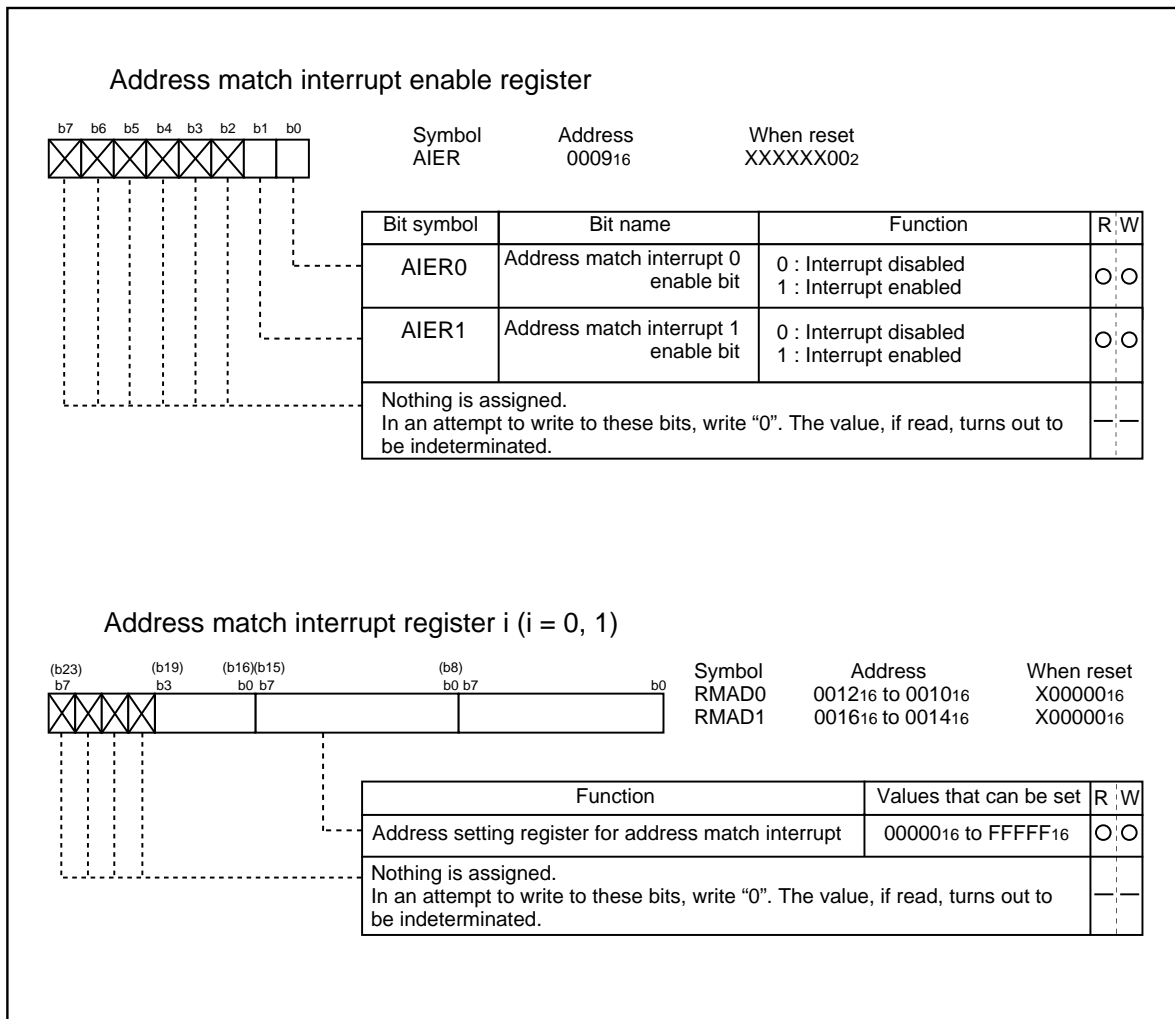 Address match interrupt enable register
b7 b6 b5 b4 b3 b2 b1 b0
Symbol Address When reset
AIER 000916 XXXXXX002
Bit symbol Bit name Function R W
AIER0 Address match interrupt 0 enable bit 0 : Interrupt disabled
1 : Interrupt enabled
AIER1 Address match interrupt 1 enable bit 0 : Interrupt disabled
1 : Interrupt enabled
Nothing is assigned.
In an attempt to write to these bits, write “0”. The value, if read, turns out to
be indeterminated.
Address match interrupt register i (i = 0, 1)
(b23) (b19) (b16)(b15) (b8)
b7 b3 b0 b7 b0 b7 b0
Symbol Address When reset
RMAD0 001216 to 001016 X0000016
RMAD1 001616 to 001416 X0000016
Function Values that can be set R W
Address setting register for address match interrupt 0000016 to FFFFF16
Nothing is assigned.
In an attempt to write to these bits, write “0”. The value, if read, turns out to
be indeterminated.